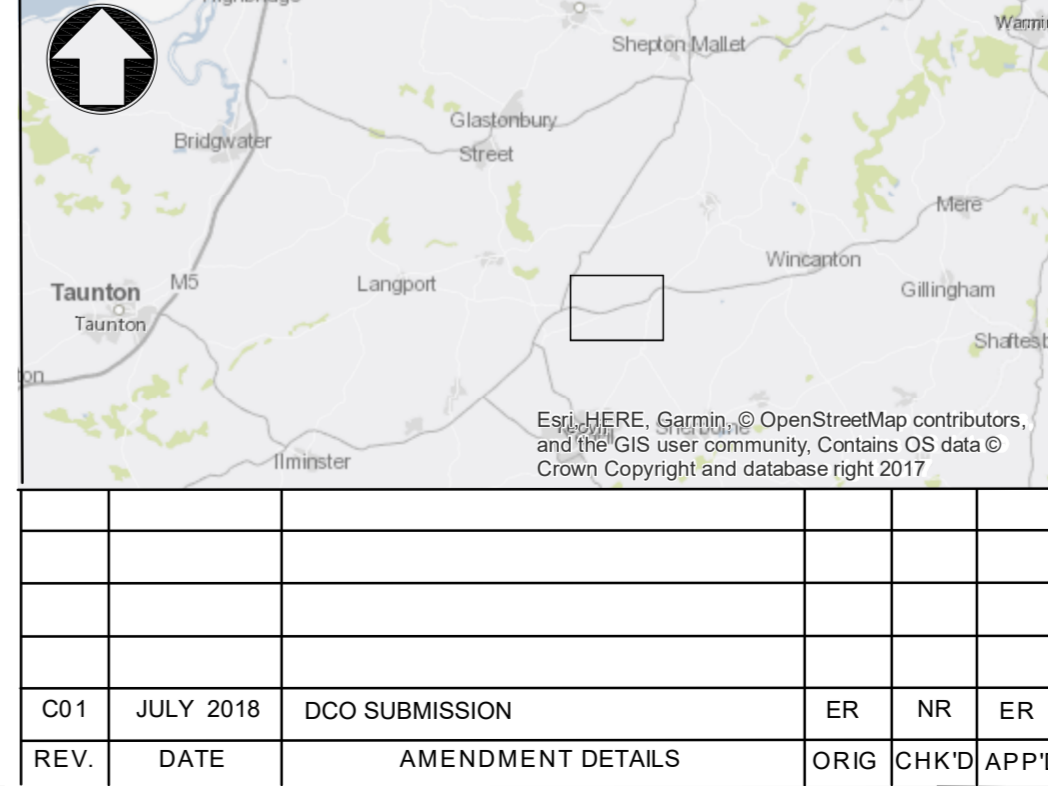 Shepton Mallet
Glastonbury
Street
Bridgwater
Mere
Wincanton
M5
Langport
Gillingham
Taunton
Taunton
Esri, HERE, Garmin, © OpenStreetMap contributors,
and the GIS user community, Contains OS data ©
Crown Copyright and database right 2017
Sherborne
Ilminster
C01 JULY 2018 DCO SUBMISSION ER NR ER
REV. DATE AMENDMENT DETAILS ORIG CHK'D